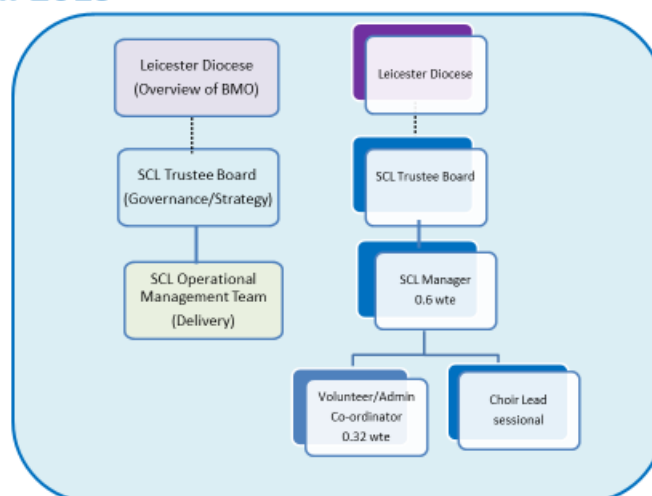 2023
Leicester Diocese
(Overview of BMO)
SCL Trustee Board
(Governance/Strategy)
SCL Operational
Management Team
(Delivery)
Leicester Diocese
SCL Trustee Board
SCL Manager
0.6 wte
Volunteer/Admin
Co-ordinator
0.32 wte
Choir Lead
sessional